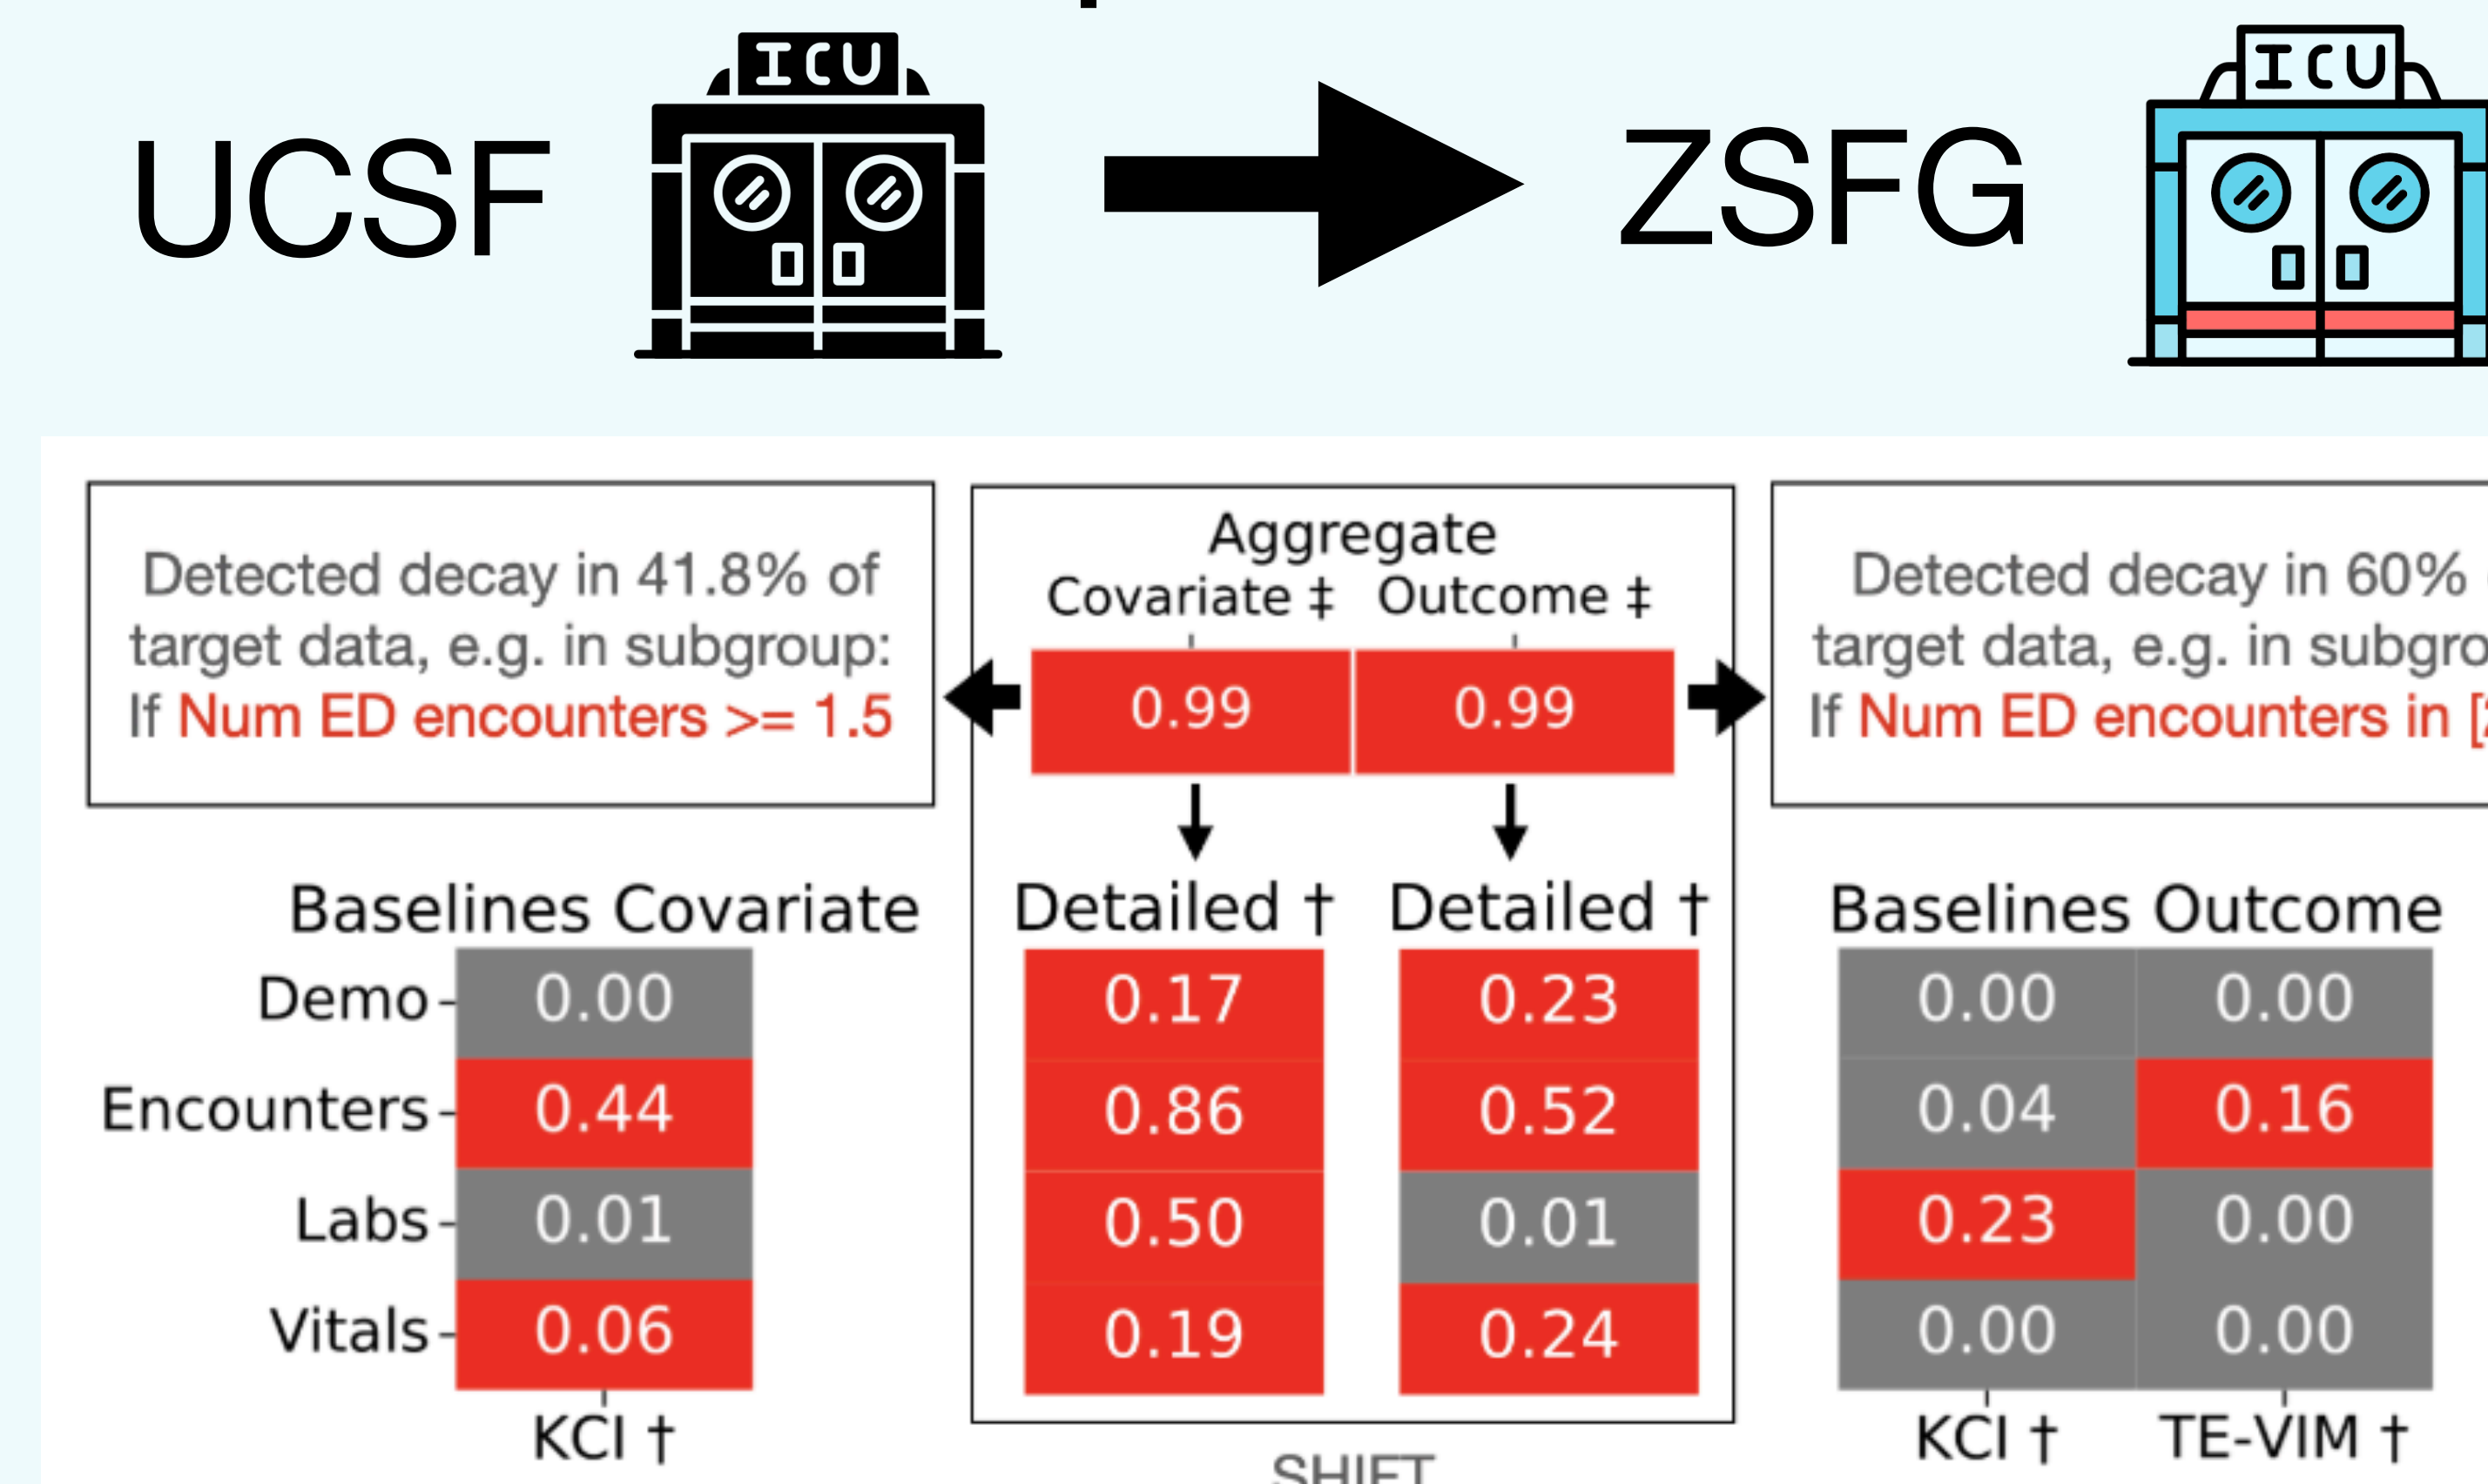 UCSF
ICU
ZSFG
ICU
Detected decay in 41.8% of
target data, e.g. in subgroup:
If Num ED encounters >= 1.5
Aggregate
Covariate ‡ Outcome ‡
0.99 0.99
Detected decay in 60%
target data, e.g. in
If Num ED encounters in
Baselines Covariate
Demo 0.00
Encounters 0.44
Labs 0.01
Vitals 0.06
KCI †
Detailed † Detailed †
0.17 0.23
0.86 0.52
0.50 0.01
0.19 0.24
SHIFT
Baselines Outcome
0.00 0.00
0.04 0.16
0.23 0.00
0.00 0.00
KCI † TE-VIM †